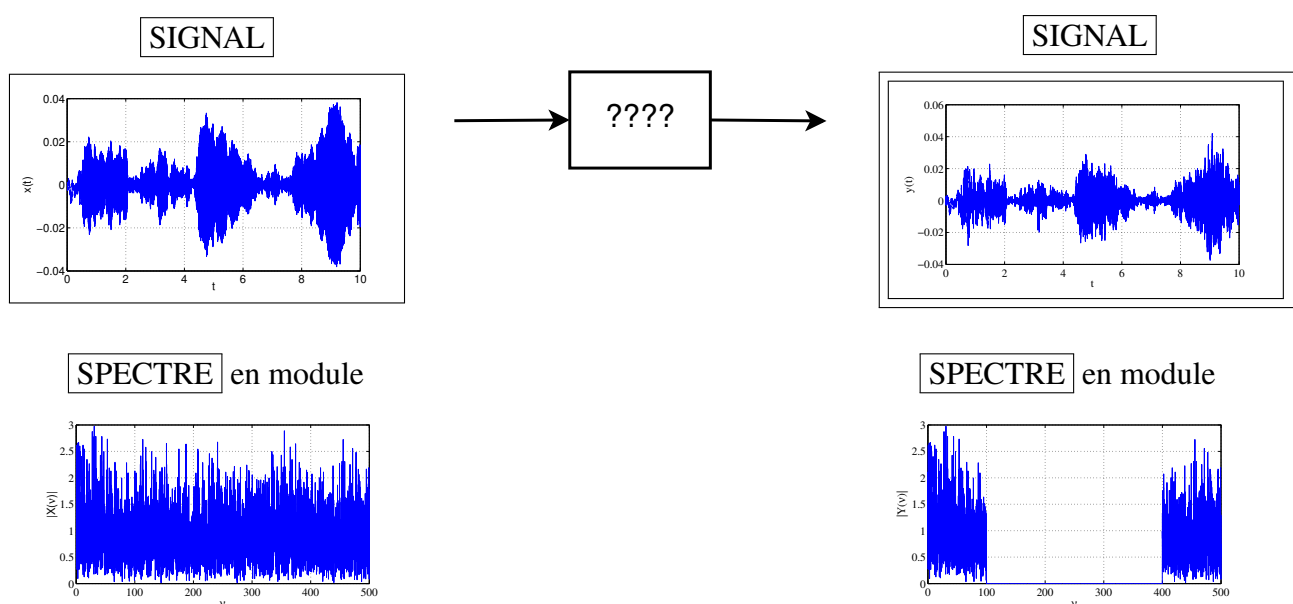 SIGNAL
SIGNAL
????
0.04
0.02
0
−0.02
−0.04
x(t)
0 2 4 6 8 10
t
0.06
0.04
0.02
0
−0.02
−0.04
y(t)
0 2 4 6 8 10
t
SPECTRE en module
SPECTRE en module
3
2.5
2
1.5
1
0.5
0
|X(ν)|
0 100 200 300 400 500
ν
3
2.5
2
1.5
1
0.5
0
|Y(ν)|
0 100 200 300 400 500
ν